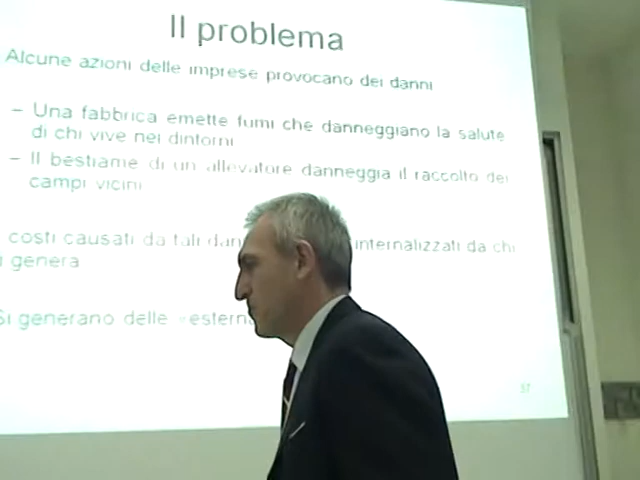 Il problema
Alcune azioni delle imprese provocano dei danni
– Una fabbrica emette fumi che danneggiano la salute
di chi vive nei dintorni
– Il bestiame di un allevatore danneggia il raccolto dei
campi vicini
costi causati da tali dan internalizzati da chi
genera
Si generano delle «estern
37